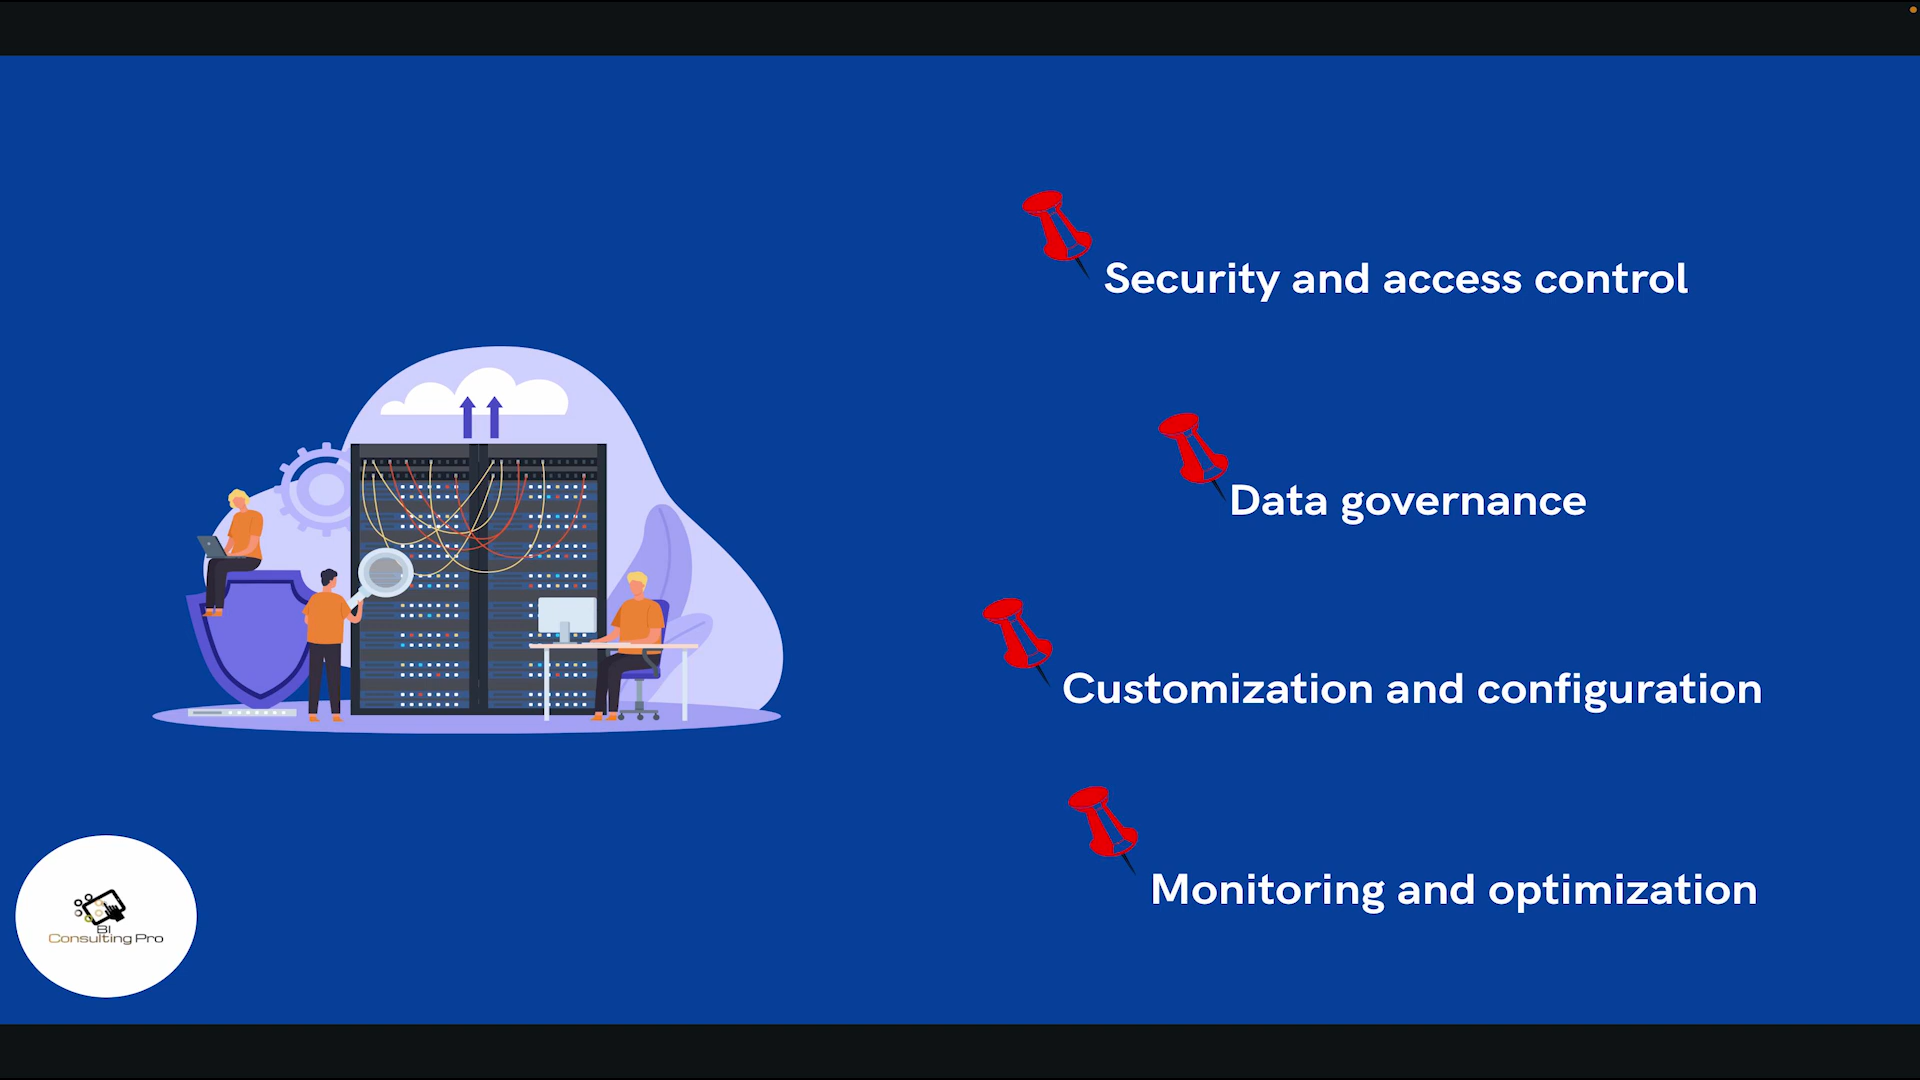 Security and access control
Data governance
Customization and configuration
Monitoring and optimization
BI
Consulting Pro